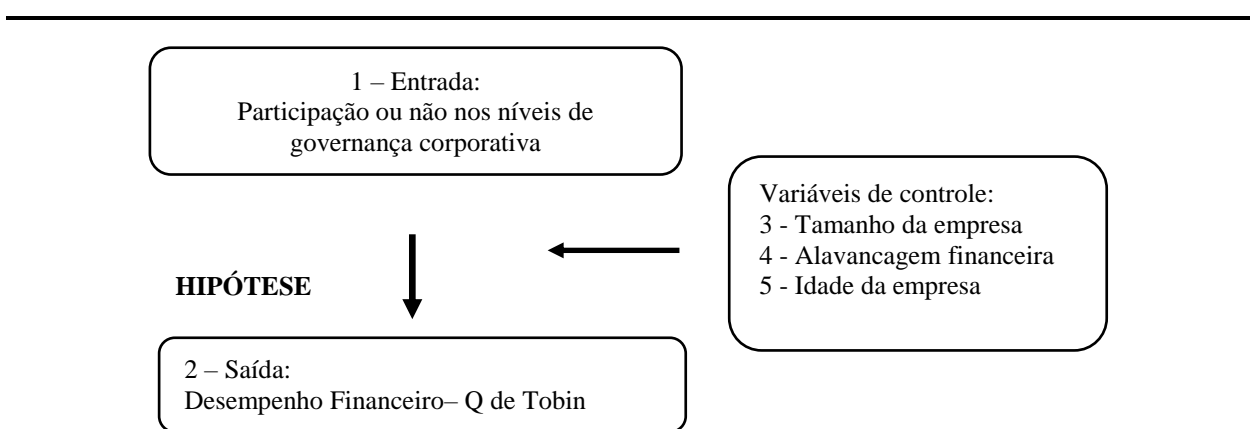 1 – Entrada:
Participação ou não nos níveis de
governança corporativa
Variáveis de controle:
3 - Tamanho da empresa
4 - Alavancagem financeira
5 - Idade da empresa
HIPÓTESE
2 – Saída:
Desempenho Financeiro– Q de Tobin